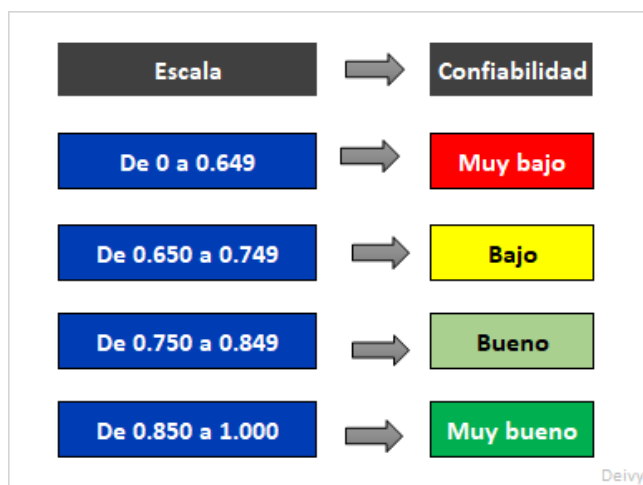 Escala
Confiabilidad
De 0 a 0.649
Muy bajo
De 0.650 a 0.749
Bajo
De 0.750 a 0.849
Bueno
De 0.850 a 1.000
Muy bueno
Deivy